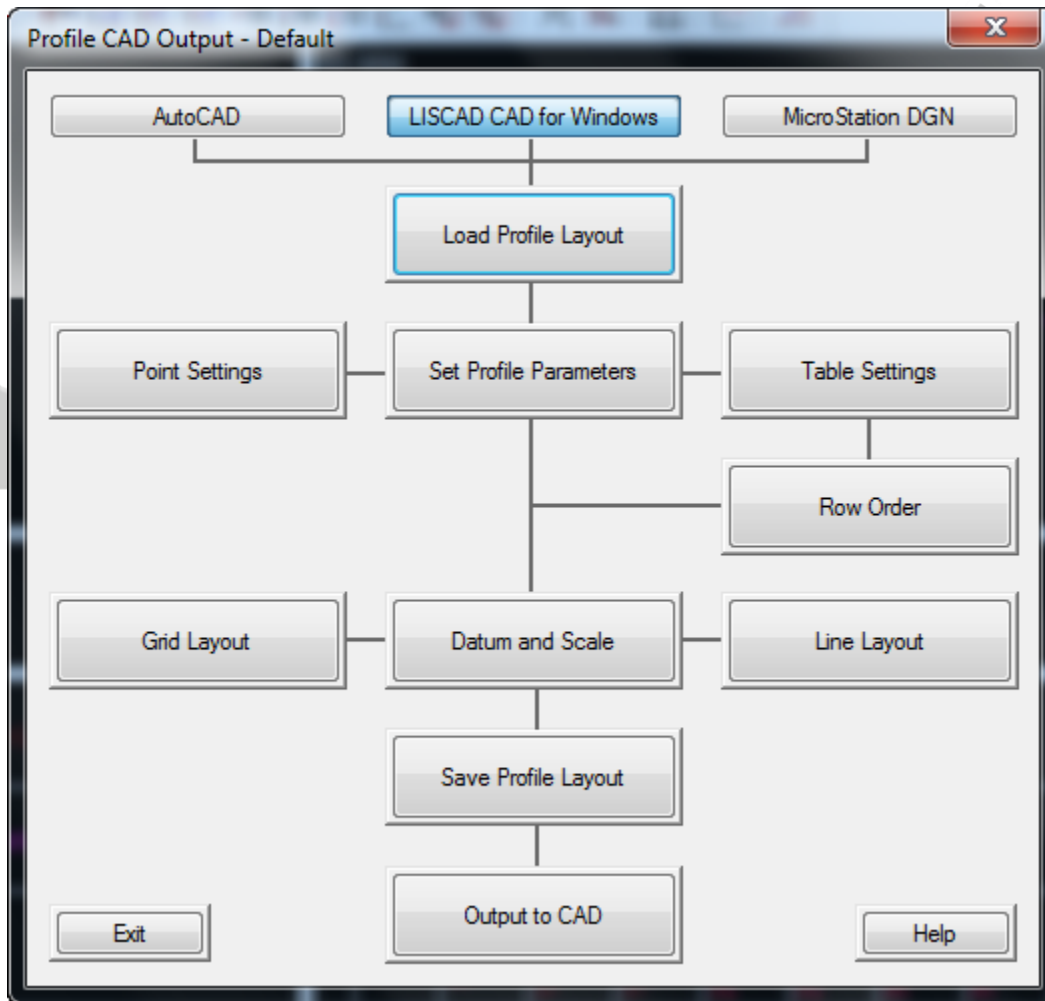 Profile CAD Output - Default
AutoCAD
LISCAD CAD for Windows
MicroStation DGN
Load Profile Layout
Point Settings
Set Profile Parameters
Table Settings
Row Order
Grid Layout
Datum and Scale
Line Layout
Save Profile Layout
Output to CAD
Exit
Help